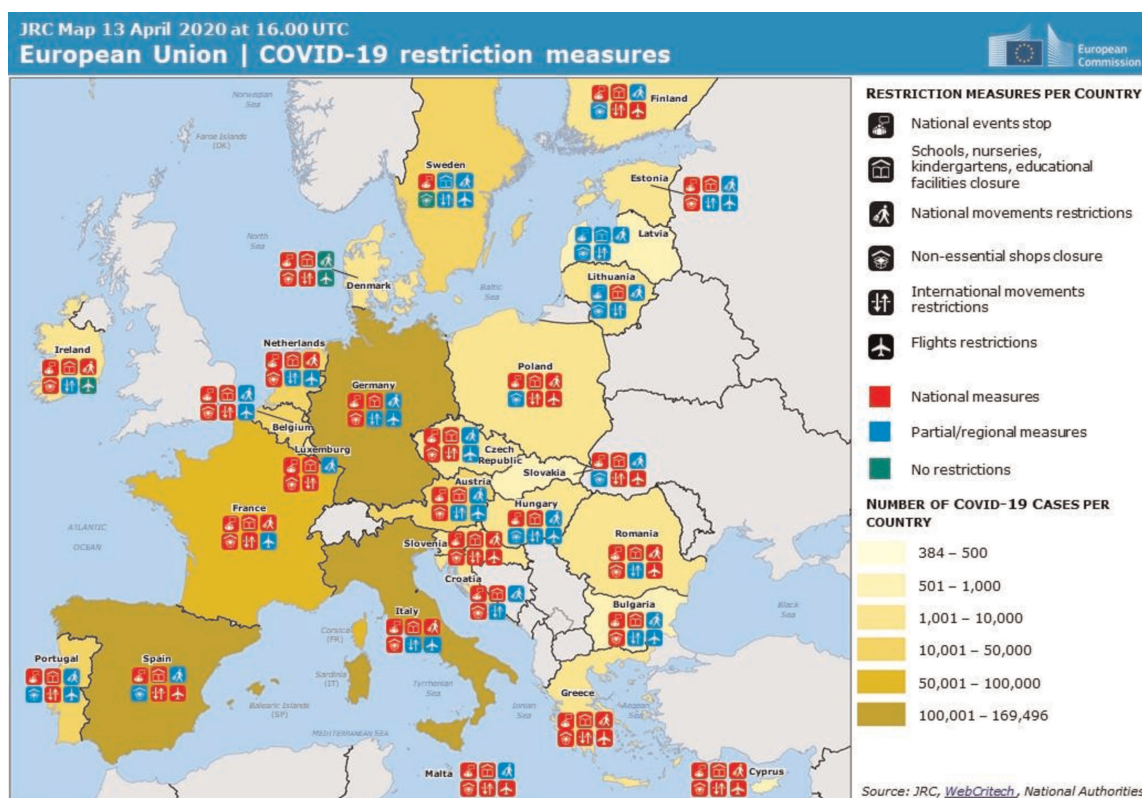 JRC Map 13 April 2020 at 16.00 UTC
European Union | COVID-19 restriction measures
European
Commission
Norwegian
Sea
Faroe Islands
(DK)
Finland
Sweden
Estonia
North
Sea
Latvia
Lithuania
Denmark
Baltic
Sea
Ireland
Netherlands
Germany
Poland
Belgium
Luxemburg
Czech
Republic
Slovakia
Austria
Hungary
France
ATLANTIC
OCEAN
Romania
Slovenia
Croatia
Bulgaria
Black
Sea
Italy
Corsica
(FR)
Portugal
Spain
Sardinia
(IT)
Tyrrhenian
Sea
Balearic Islands
(SP)
Ionian
Sea
Greece
Aegean
Sea
MEDITERRANEAN SEA
Malta
Cyprus
RESTRICTION MEASURES PER COUNTRY
National events stop
Schools, nurseries,
kindergartens, educational
facilities closure
National movements restrictions
Non-essential shops closure
International movements
restrictions
Flights restrictions
National measures
Partial/regional measures
No restrictions
NUMBER OF COVID-19 CASES PER
COUNTRY
384 – 500
501 – 1,000
1,001 – 10,000
10,001 – 50,000
50,001 – 100,000
100,001 – 169,496
Source: JRC, WebCritech, National Authorities